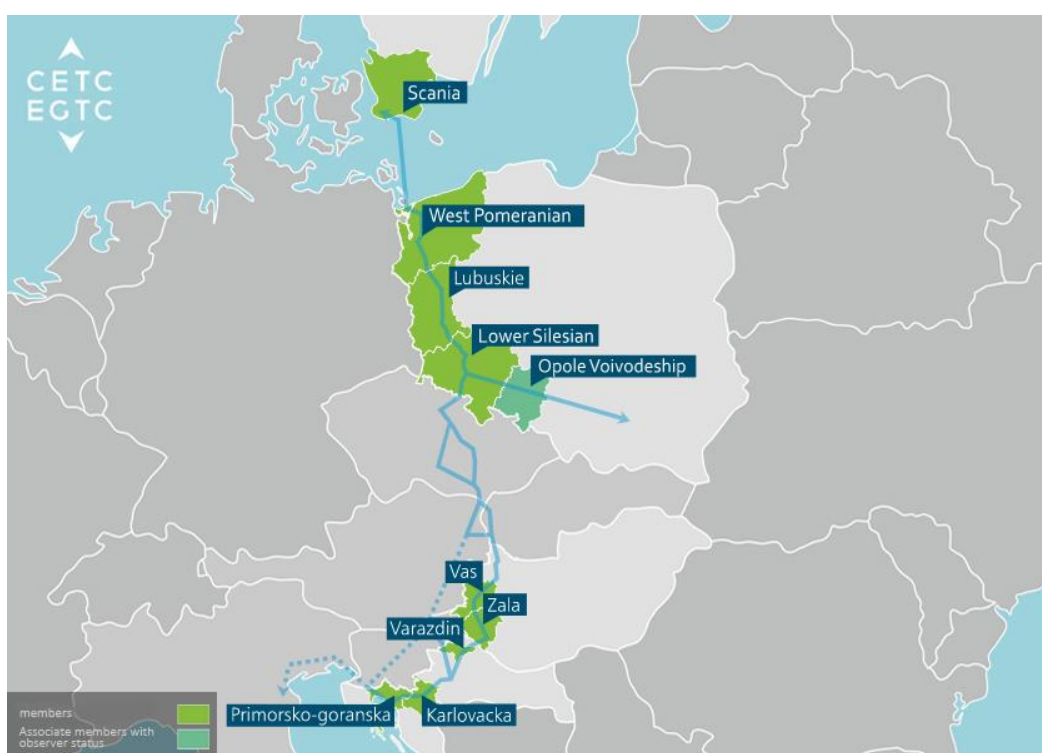 CETC
EGTC
Scania
West Pomeranian
Lubuskie
Lower Silesian
Opole Voivodeship
Vas
Zala
Varazdin
Primorsko-goranska
Karlovacka
members
Associate members with
observer status